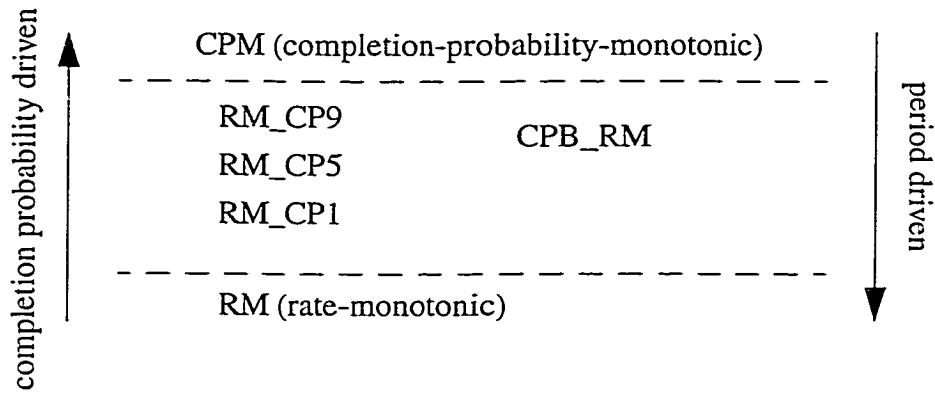 CPM (completion-probability-monotonic)
completion probability driven
RM_CP9
CPB_RM
RM_CP5
RM_CP1
period driven
RM (rate-monotonic)